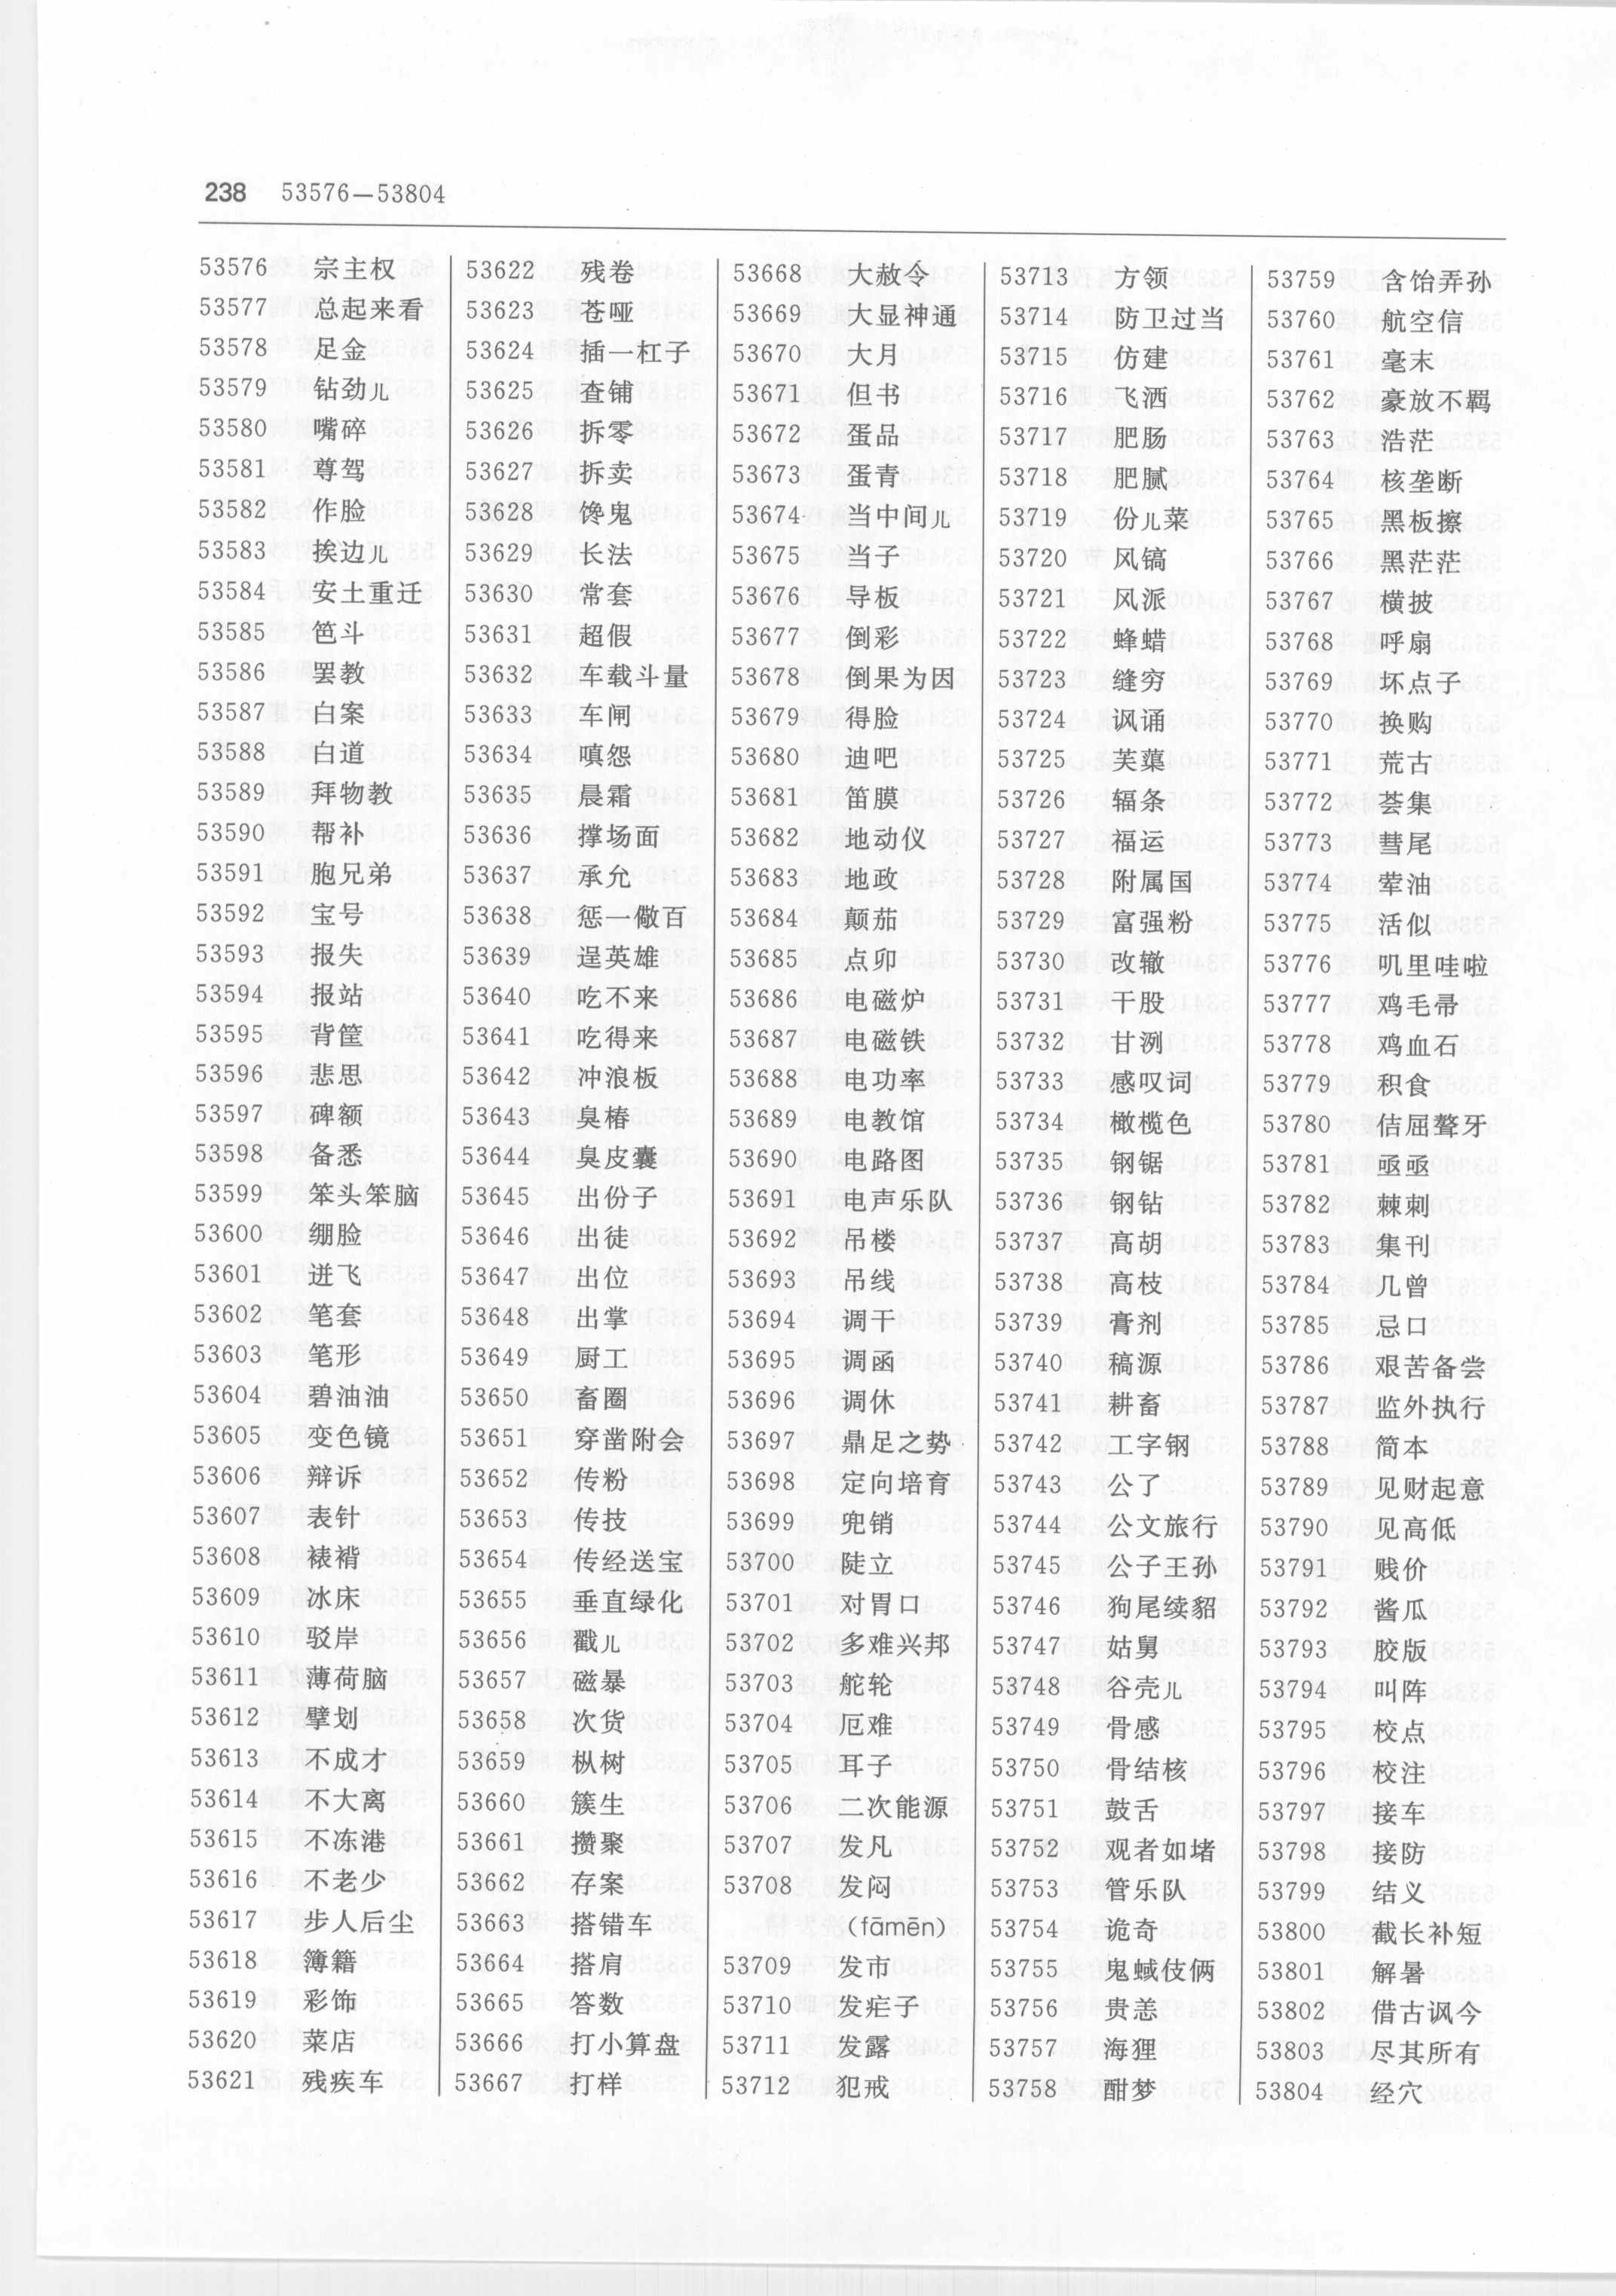 238 53576—53804
53576 宗主权
53577 总起来看
53578 足金
53579 钻劲儿
53580 嘴碎
53581 尊驾
53582 作脸
53583 挨边儿
53584 安土重迁
53585 笆斗
53586 罢教
53587 白案
53588 白道
53589 拜物教
53590 帮补
53591 胞兄弟
53592 宝号
53593 报失
53594 报站
53595 背筐
53596 悲思
53597 碑额
53598 备悉
53599 笨头笨脑
53600 绷脸
53601 迸飞
53602 笔套
53603 笔形
53604 碧油油
53605 变色镜
53606 辩诉
53607 表针
53608 裱褙
53609 冰床
53610 驳岸
53611 薄荷脑
53612 擘划
53613 不成才
53614 不大离
53615 不冻港
53616 不老少
53617 步人后尘
53618 簿籍
53619 彩饰
53620 菜店
53621 残疾车
53622 残卷
53623 苍哑
53624 插一杠子
53625 查铺
53626 拆零
53627 拆卖
53628 馋鬼
53629 长法
53630 常套
53631 超假
53632 车载斗量
53633 车闸
53634 嗔怨
53635 晨霜
53636 撑场面
53637 承允
53638 惩一儆百
53639 逞英雄
53640 吃不来
53641 吃得来
53642 冲浪板
53643 臭椿
53644 臭皮囊
53645 出份子
53646 出徒
53647 出位
53648 出掌
53649 厨工
53650 畜圈
53651 穿凿附会
53652 传粉
53653 传技
53654 传经送宝
53655 垂直绿化
53656 戳儿
53657 磁暴
53658 次货
53659 枞树
53660 簇生
53661 攒聚
53662 存案
53663 搭错车
53664 搭肩
53665 答数
53666 打小算盘
53667 打样
53668 大赦令
53669 大显神通
53670 大月
53671 但书
53672 蛋品
53673 蛋青
53674 当中间儿
53675 当子
53676 导板
53677 倒彩
53678 倒果为因
53679 得脸
53680 迪吧
53681 笛膜
53682 地动仪
53683 地政
53684 颠茄
53685 点卯
53686 电磁炉
53687 电磁铁
53688 电功率
53689 电教馆
53690 电路图
53691 电声乐队
53692 吊楼
53693 吊线
53694 调干
53695 调函
53696 调休
53697 鼎足之势
53698 定向培育
53699 兜销
53700 陡立
53701 对胃口
53702 多难兴邦
53703 舵轮
53704 厄难
53705 耳子
53706 二次能源
53707 发凡
53708 发闷
(fāmēn)
53709 发市
53710 发疟子
53711 发露
53712 犯戒
53713 方领
53714 防卫过当
53715 仿建
53716 飞洒
53717 肥肠
53718 肥腻
53719 份儿菜
53720 风镐
53721 风派
53722 蜂蜡
53723 缝穷
53724 讽诵
53725 芙蕖
53726 辐条
53727 福运
53728 附属国
53729 富强粉
53730 改辙
53731 干股
53732 甘洌
53733 感叹词
53734 橄榄色
53735 钢锯
53736 钢钻
53737 高胡
53738 高枝
53739 膏剂
53740 稿源
53741 耕畜
53742 工字钢
53743 公了
53744 公文旅行
53745 公子王孙
53746 狗尾续貂
53747 姑舅
53748 谷壳儿
53749 骨感
53750 骨结核
53751 鼓舌
53752 观者如堵
53753 管乐队
53754 诡奇
53755 鬼蜮伎俩
53756 贵恙
53757 海狸
53758 酣梦
53759 含饴弄孙
53760 航空信
53761 毫末
53762 豪放不羁
53763 浩茫
53764 核垄断
53765 黑板擦
53766 黑茫茫
53767 横披
53768 呼扇
53769 坏点子
53770 换购
53771 荒古
53772 荟集
53773 彗尾
53774 荤油
53775 活似
53776 叽里哇啦
53777 鸡毛帚
53778 鸡血石
53779 积食
53780 佶屈聱牙
53781 亟亟
53782 棘刺
53783 集刊
53784 几曾
53785 忌口
53786 艰苦备尝
53787 监外执行
53788 简本
53789 见财起意
53790 见高低
53791 贱价
53792 酱瓜
53793 胶版
53794 叫阵
53795 校点
53796 校注
53797 接车
53798 接防
53799 结义
53800 截长补短
53801 解暑
53802 借古讽今
53803 尽其所有
53804 经穴